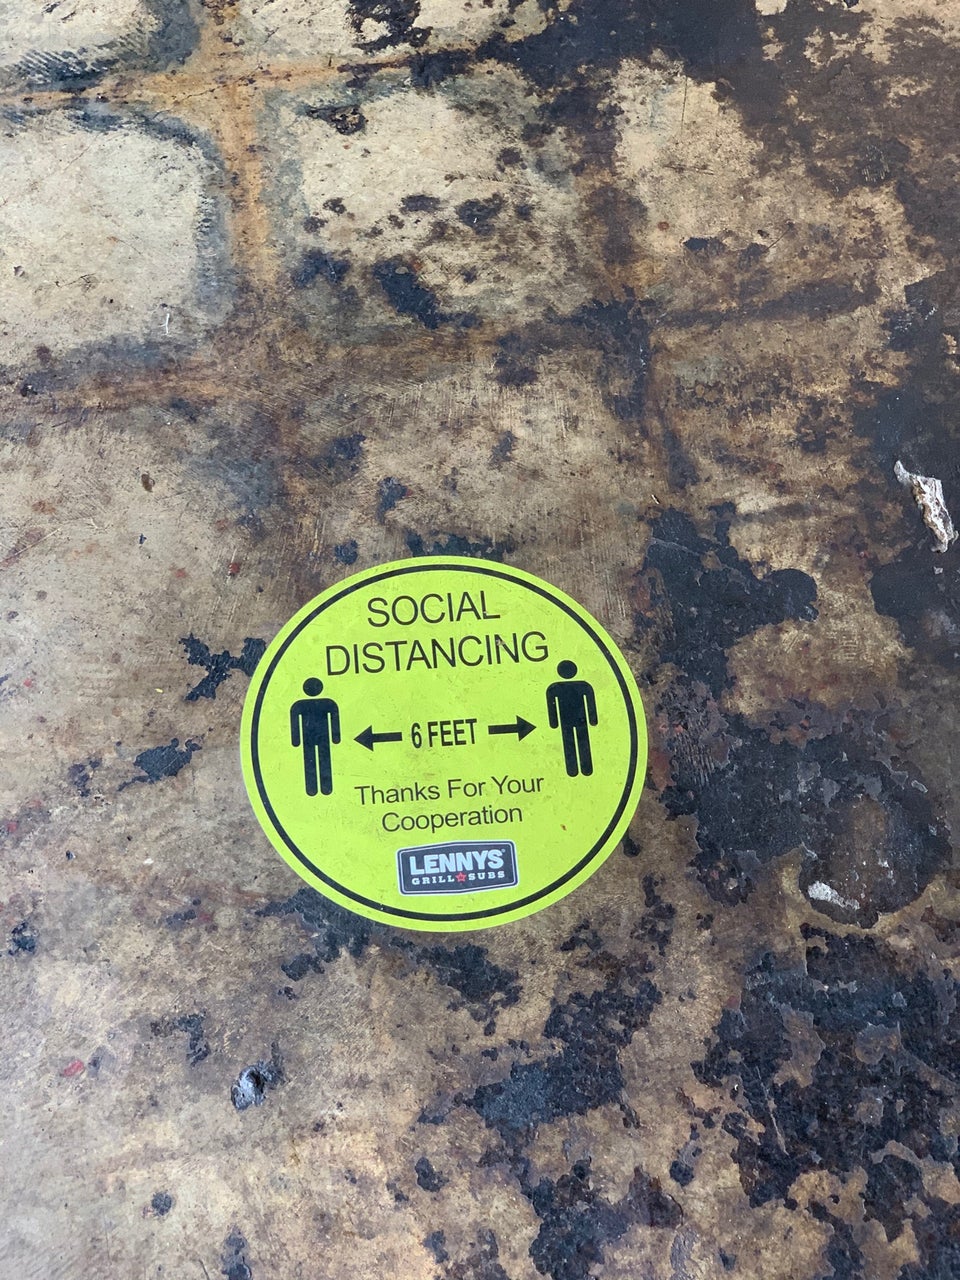 SOCIAL
DISTANCING
6 FEET
Thanks For Your
Cooperation
LENNYS
GRILL SUBS